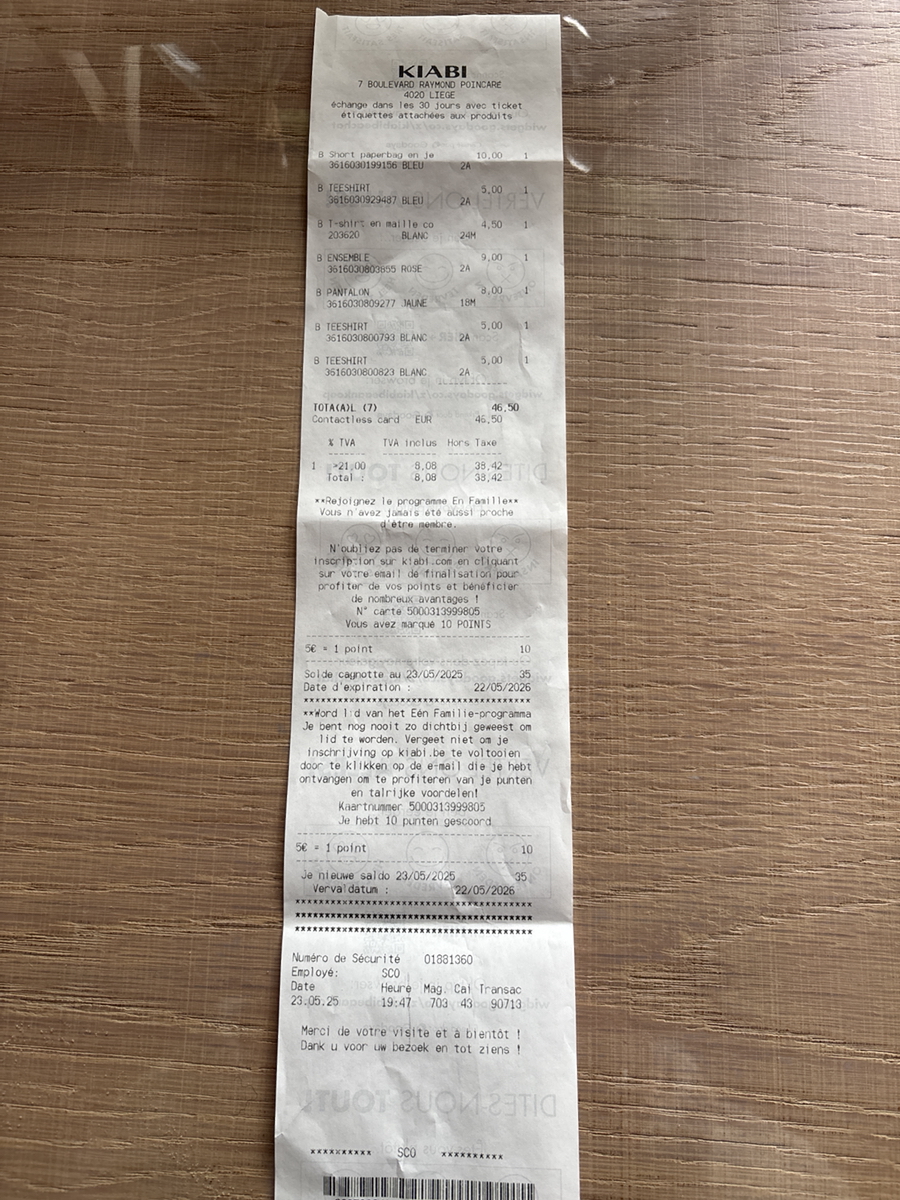 KIABI
7 BOULEVARD RAYMOND POINCARÉ
4020 LIEGE
échange dans les 30 jours avec ticket
étiquettes attachées aux produits
B Short paperbag en je 10,00 1
3616030199156 BLEU 2A
B TEESHIRT 5,00 1
3616030929487 BLEU 2A
B T-shirt en maille co 4,50 1
203620 BLANC 24M
B ENSEMBLE 9,00 1
3616030803855 ROSE 2A
B PANTALON 8,00 1
3616030809277 JAUNE 18M
B TEESHIRT 5,00 1
3616030800793 BLANC 2A
B TEESHIRT 5,00 1
3616030800823 BLANC 2A
TOTA(A)L (7) 46,50
Contactless card EUR 46,50
% TVA TVA inclus Hors Taxe
1 >21,00 8,08 38,42
Total : 8,08 38,42
**Rejoignez le programme En Famille**
Vous n'avez jamais été aussi proche
d'être membre.
N'oubliez pas de terminer votre
inscription sur kiabi.com en cliquant
sur votre email de finalisation pour
profiter de vos points et bénéficier
de nombreux avantages !
N° carte 5000313999805
Vous avez marqué 10 POINTS
5€ = 1 point 10
Solde cagnotte au 23/05/2025 35
Date d'expiration : 22/05/2026
****************************************
**Word lid van het Eén Familie-programma
Je bent nog nooit zo dichtbij geweest om
lid te worden. Vergeet niet om je
inschrijving op kiabi.be te voltooien
door te klikken op de e-mail die je hebt
ontvangen om te profiteren van je punten
en talrijke voordelen!
Kaartnummer 5000313999805
Je hebt 10 punten gescoord
5€ = 1 point 10
Je nieuwe saldo 23/05/2025 35
Vervaldatum : 22/05/2026
****************************************
****************************************
****************************************
Numéro de Sécurité 01881360
Employé: SCO
Date Heure Mag. Cai Transac
23.05.25 19:47 703 43 90713
Merci de votre visite et à bientôt !
Dank u voor uw bezoek en tot ziens !
********** SCO **********